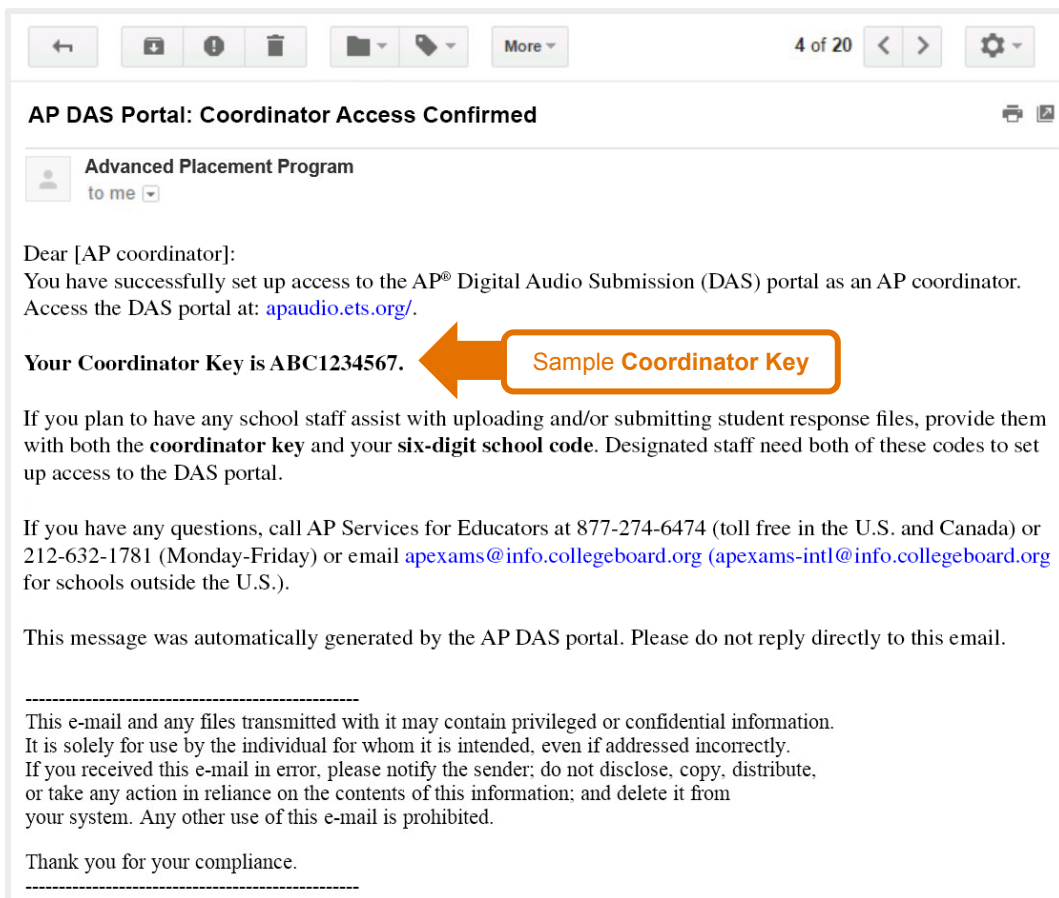 More
4 of 20
AP DAS Portal: Coordinator Access Confirmed
Advanced Placement Program
to me
Dear [AP coordinator]:
You have successfully set up access to the AP® Digital Audio Submission (DAS) portal as an AP coordinator.
Access the DAS portal at: apaudio.ets.org/.
Your Coordinator Key is ABC1234567.
Sample Coordinator Key
If you plan to have any school staff assist with uploading and/or submitting student response files, provide them
with both the coordinator key and your six-digit school code. Designated staff need both of these codes to set
up access to the DAS portal.
If you have any questions, call AP Services for Educators at 877-274-6474 (toll free in the U.S. and Canada) or
212-632-1781 (Monday-Friday) or email apexams@info.collegeboard.org (apexams-intl@info.collegeboard.org
for schools outside the U.S.).
This message was automatically generated by the AP DAS portal. Please do not reply directly to this email.
--------------------------------------------------
This e-mail and any files transmitted with it may contain privileged or confidential information.
It is solely for use by the individual for whom it is intended, even if addressed incorrectly.
If you received this e-mail in error, please notify the sender; do not disclose, copy, distribute,
or take any action in reliance on the contents of this information; and delete it from
your system. Any other use of this e-mail is prohibited.
Thank you for your compliance.
--------------------------------------------------